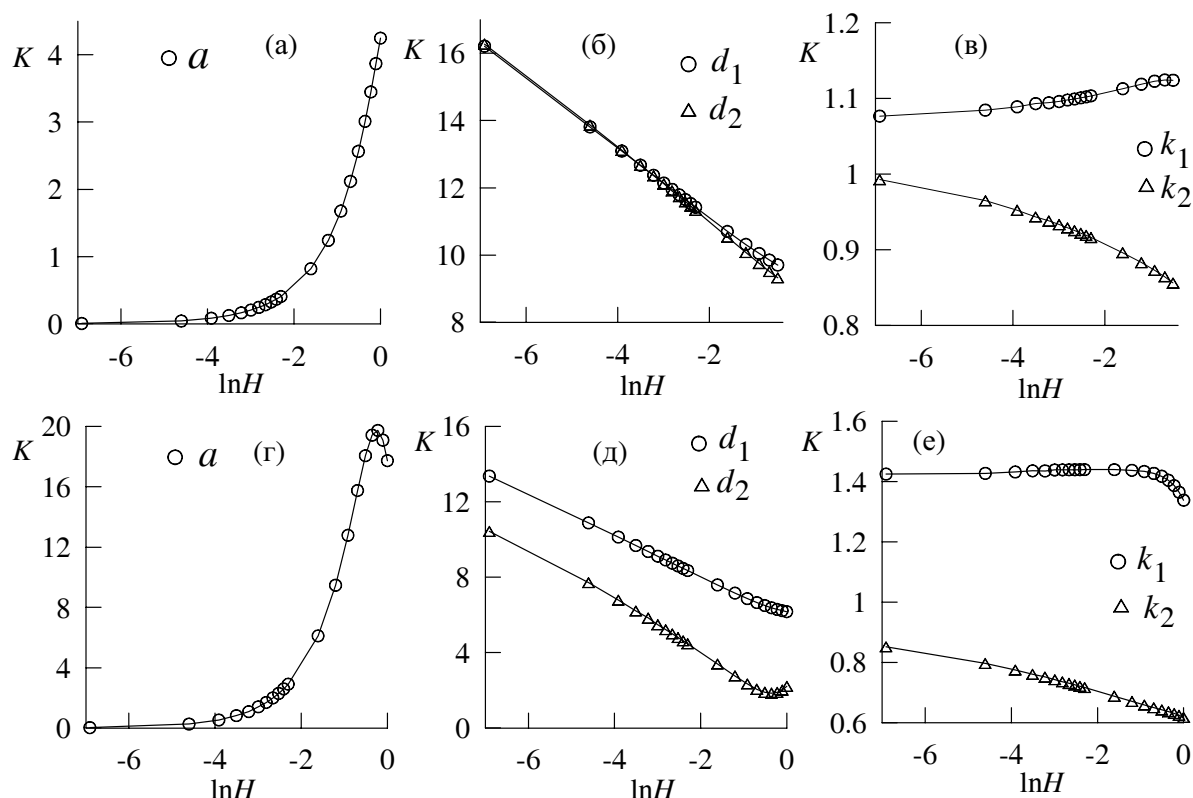 K
4
3
2
1
0
a
(а)
-6 -4 -2 0
lnH
K
16
14
12
10
8
(б)
d1
d2
-6 -4 -2
lnH
K
1.2
1.1
1
0.9
0.8
(в)
k1
k2
-6 -4 -2
lnH
K
20
16
12
8
4
0
a
(г)
-6 -4 -2 0
lnH
K
16
12
8
4
0
(д)
d1
d2
-6 -4 -2 0
lnH
K
1.6
1.4
1.2
1
0.8
0.6
(е)
k1
k2
-6 -4 -2 0
lnH